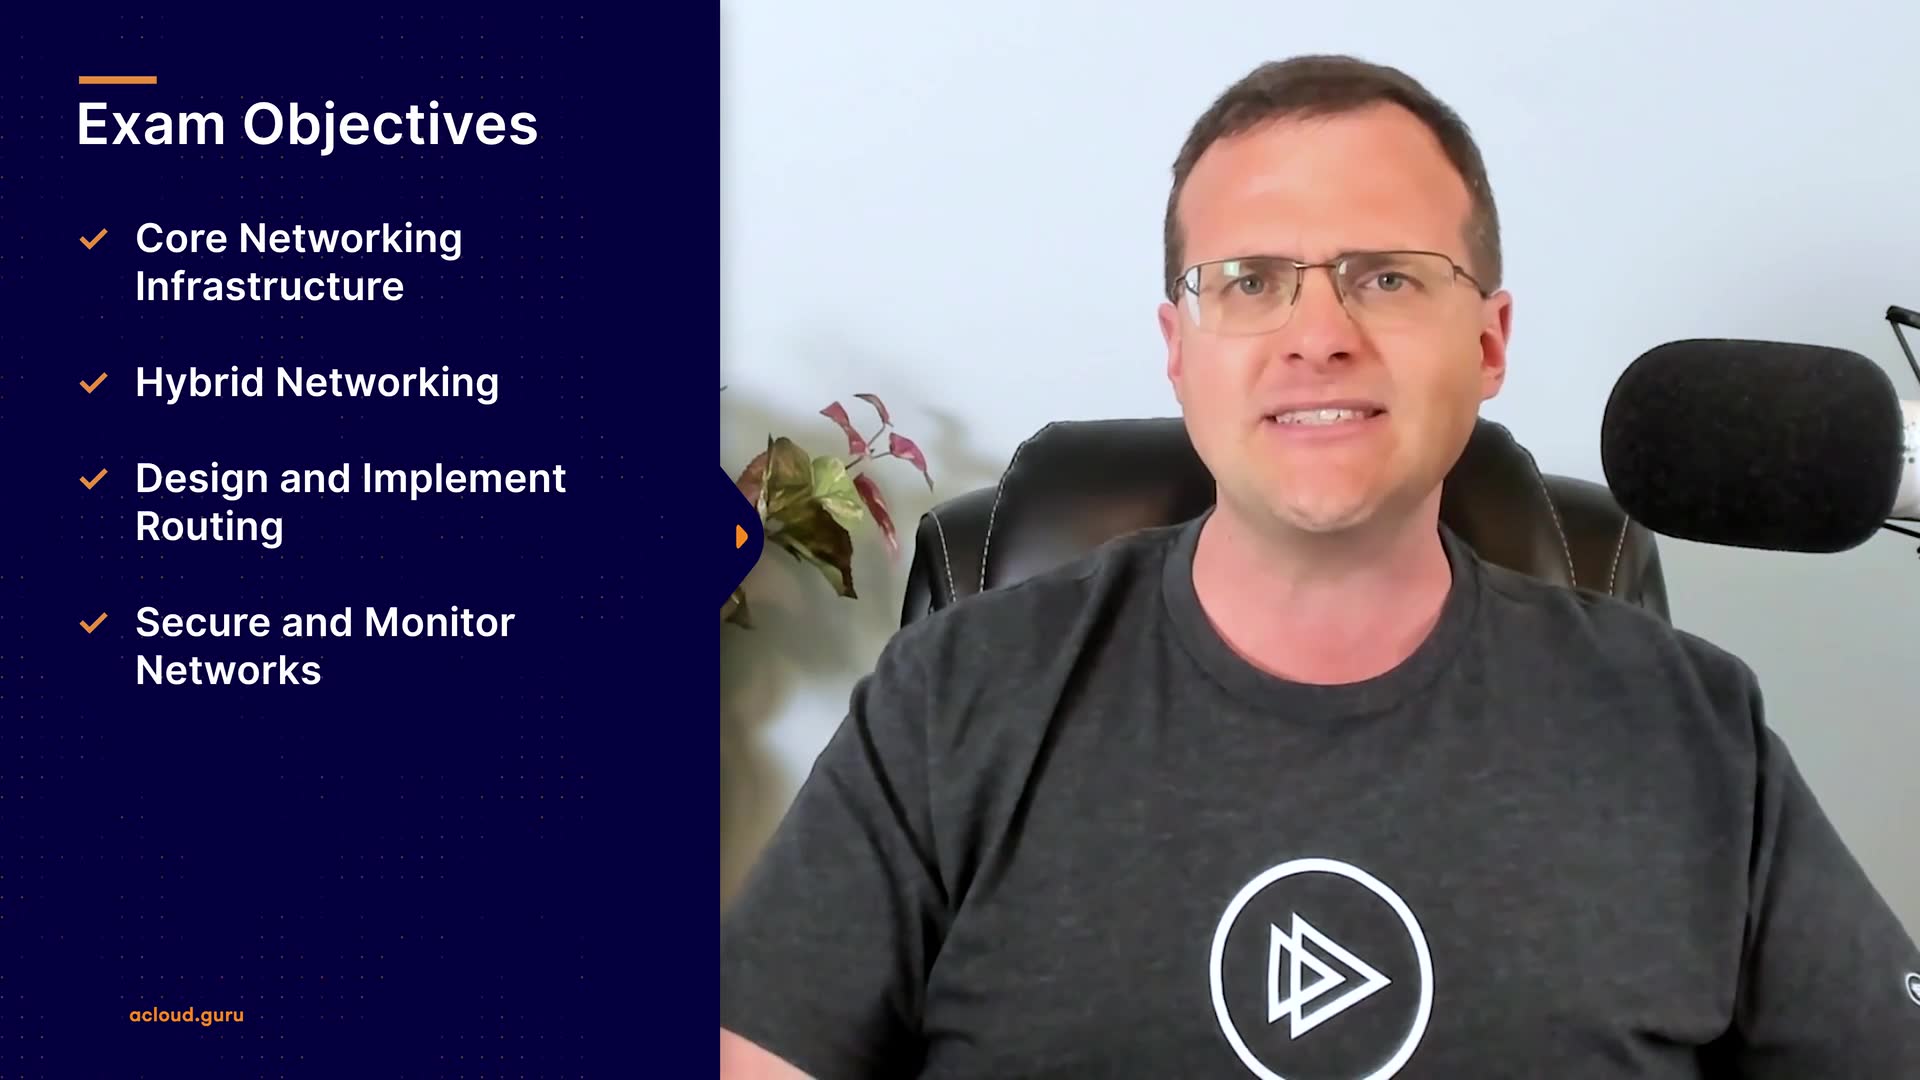 Exam Objectives
Core Networking
Infrastructure
Hybrid Networking
Design and Implement
Routing
Secure and Monitor
Networks
acloud.guru